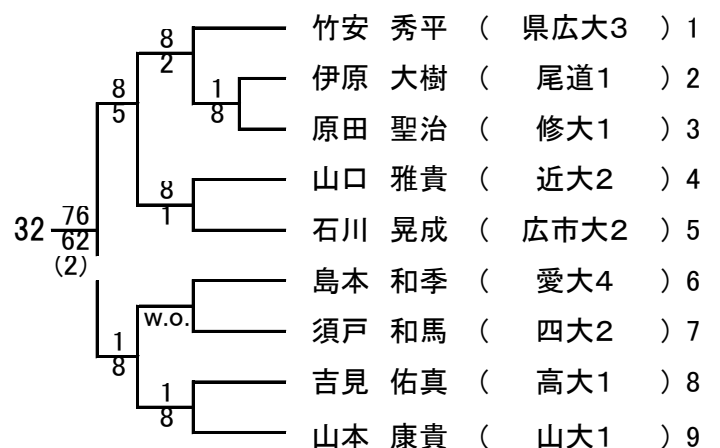 8
2
竹安 秀平 ( 県広大3 ) 1
8
5
1
8
伊原 大樹 ( 尾道1 ) 2
原田 聖治 ( 修大1 ) 3
8
1
山口 雅貴 ( 近大2 ) 4
石川 晃成 ( 広市大2 ) 5
32
76
62
(2)
w.o.
島本 和季 ( 愛大4 ) 6
須戸 和馬 ( 四大2 ) 7
1
8
1
8
吉見 佑真 ( 高大1 ) 8
山本 康貴 ( 山大1 ) 9